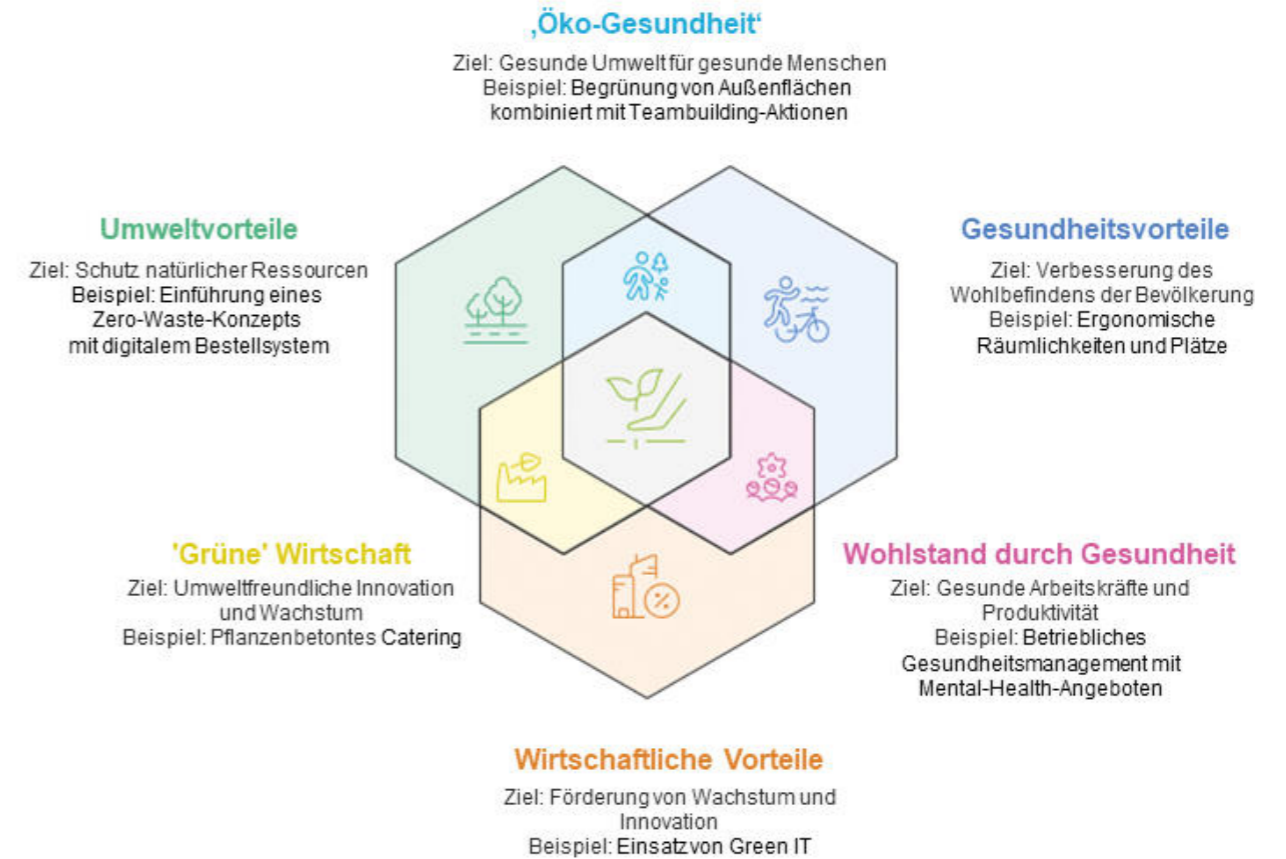 ‚Öko-Gesundheit‘
Ziel: Gesunde Umwelt für gesunde Menschen
Beispiel: Begrünung von Außenflächen
kombiniert mit Teambuilding-Aktionen
Umweltvorteile
Ziel: Schutz natürlicher Ressourcen
Beispiel: Einführung eines
Zero-Waste-Konzepts
mit digitalem Bestellsystem
Gesundheitsvorteile
Ziel: Verbesserung des
Wohlbefindens der Bevölkerung
Beispiel: Ergonomische
Räumlichkeiten und Plätze
'Grüne' Wirtschaft
Ziel: Umweltfreundliche Innovation
und Wachstum
Beispiel: Pflanzenbetontes Catering
Wohlstand durch Gesundheit
Ziel: Gesunde Arbeitskräfte und
Produktivität
Beispiel: Betriebliches
Gesundheitsmanagement mit
Mental-Health-Angeboten
%
Wirtschaftliche Vorteile
Ziel: Förderung von Wachstum und
Innovation
Beispiel: Einsatz von Green IT